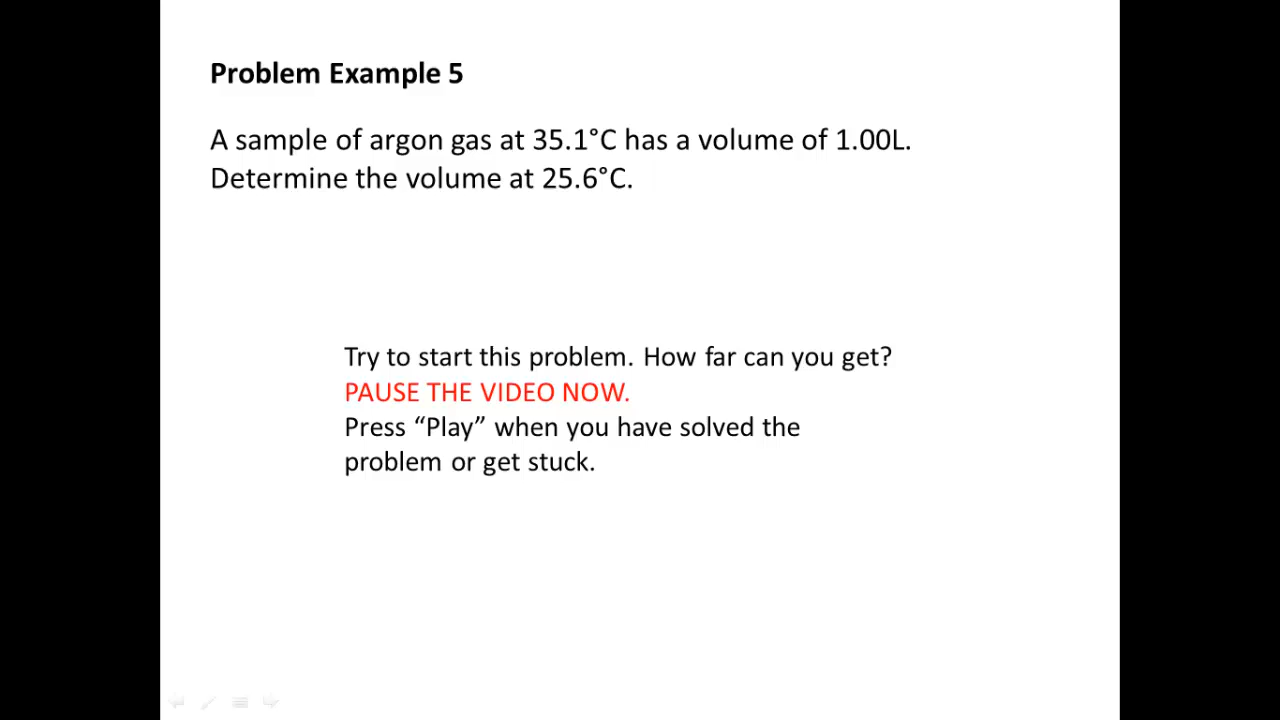 Problem Example 5
A sample of argon gas at 35.1°C has a volume of 1.00L.
Determine the volume at 25.6°C.
Try to start this problem. How far can you get?
PAUSE THE VIDEO NOW.
Press “Play” when you have solved the
problem or get stuck.